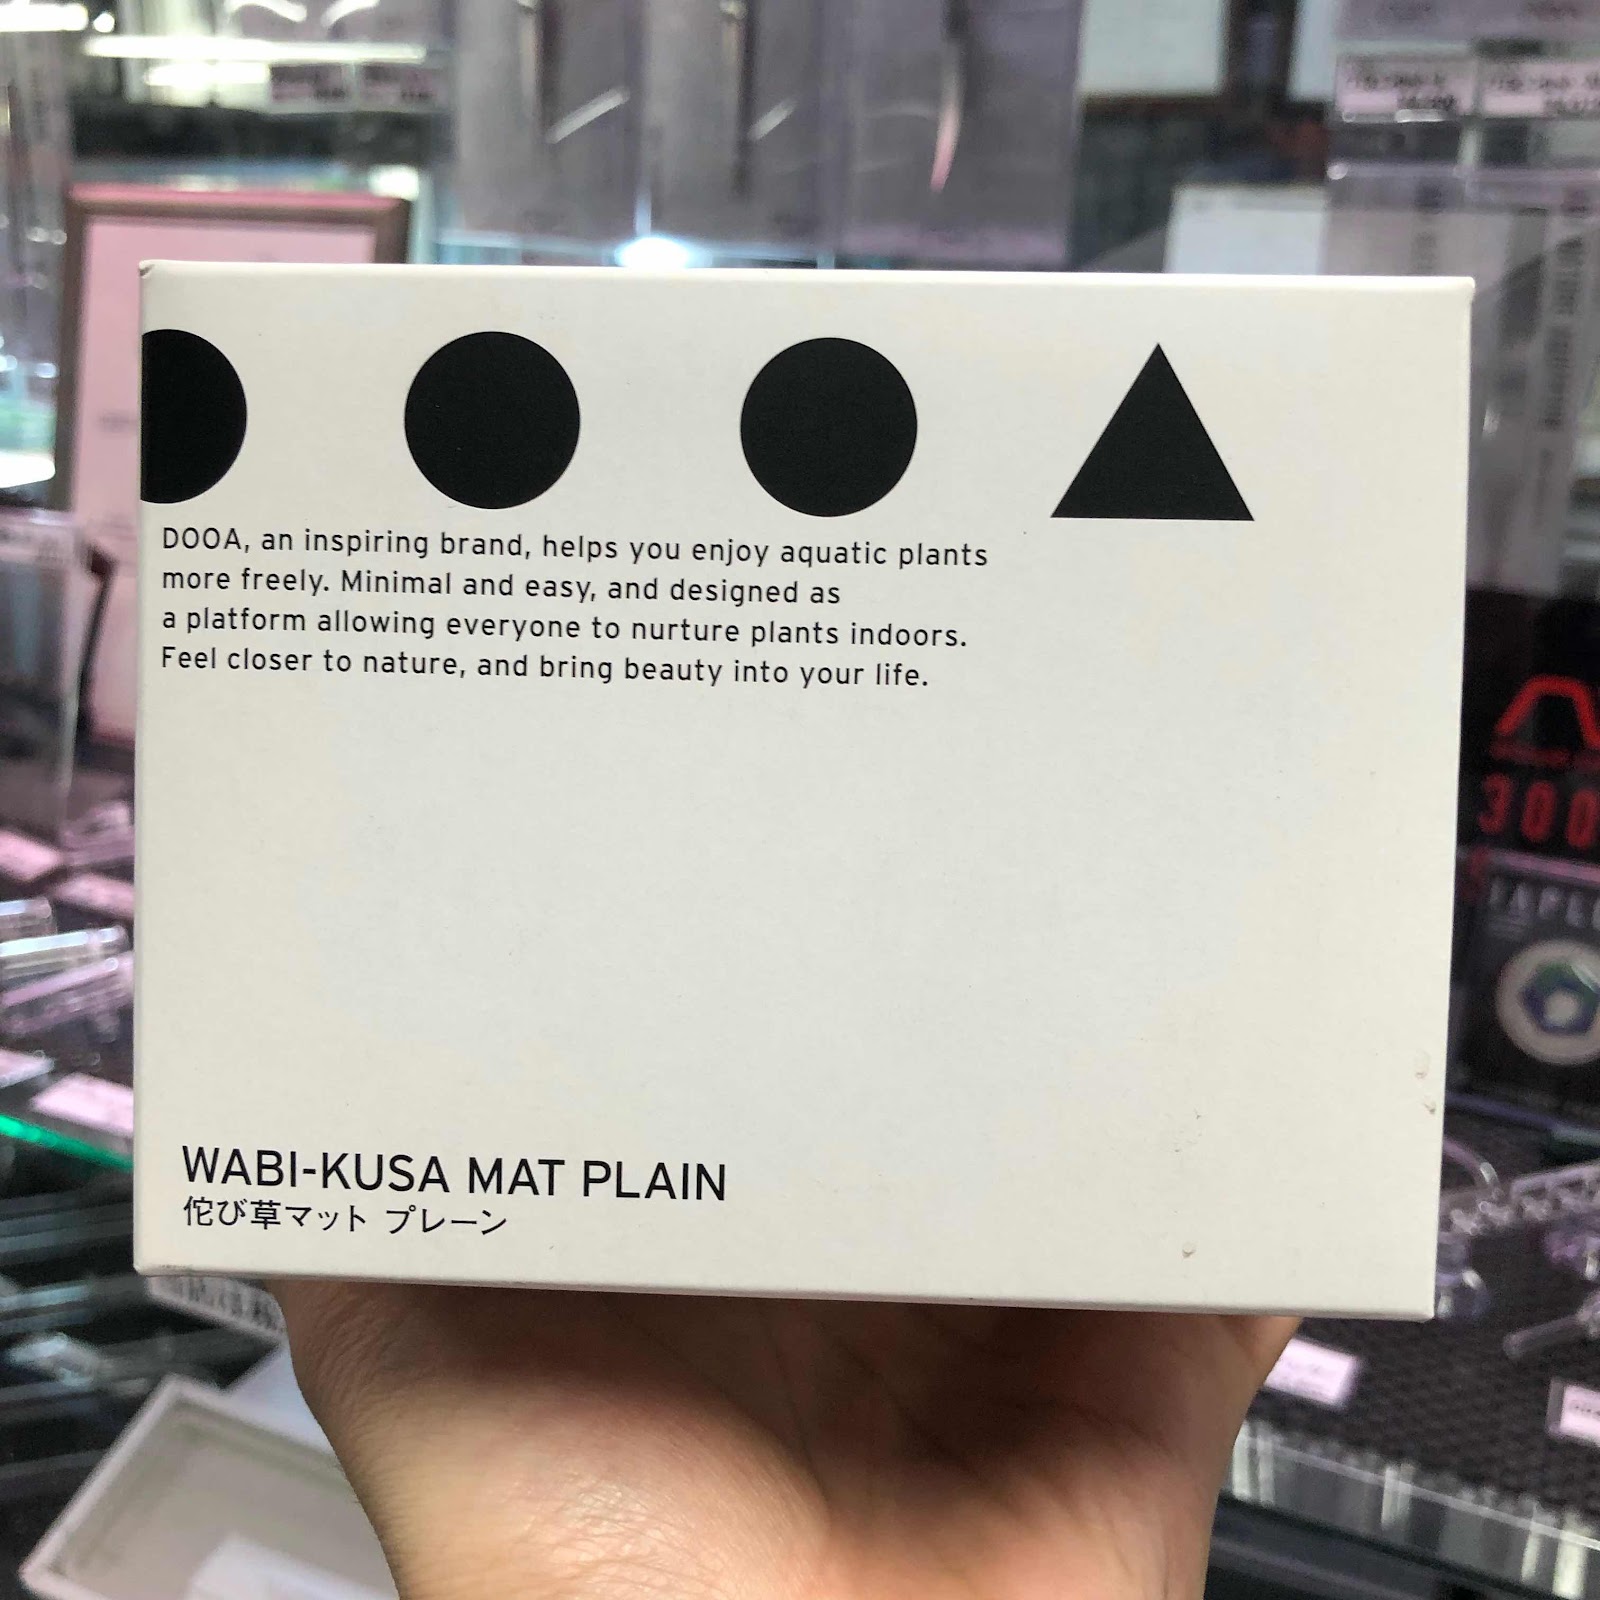 DOOA, an inspiring brand, helps you enjoy aquatic plants
more freely. Minimal and easy, and designed as
a platform allowing everyone to nurture plants indoors.
Feel closer to nature, and bring beauty into your life.
WABI-KUSA MAT PLAIN
侘び草マット プレーン
300